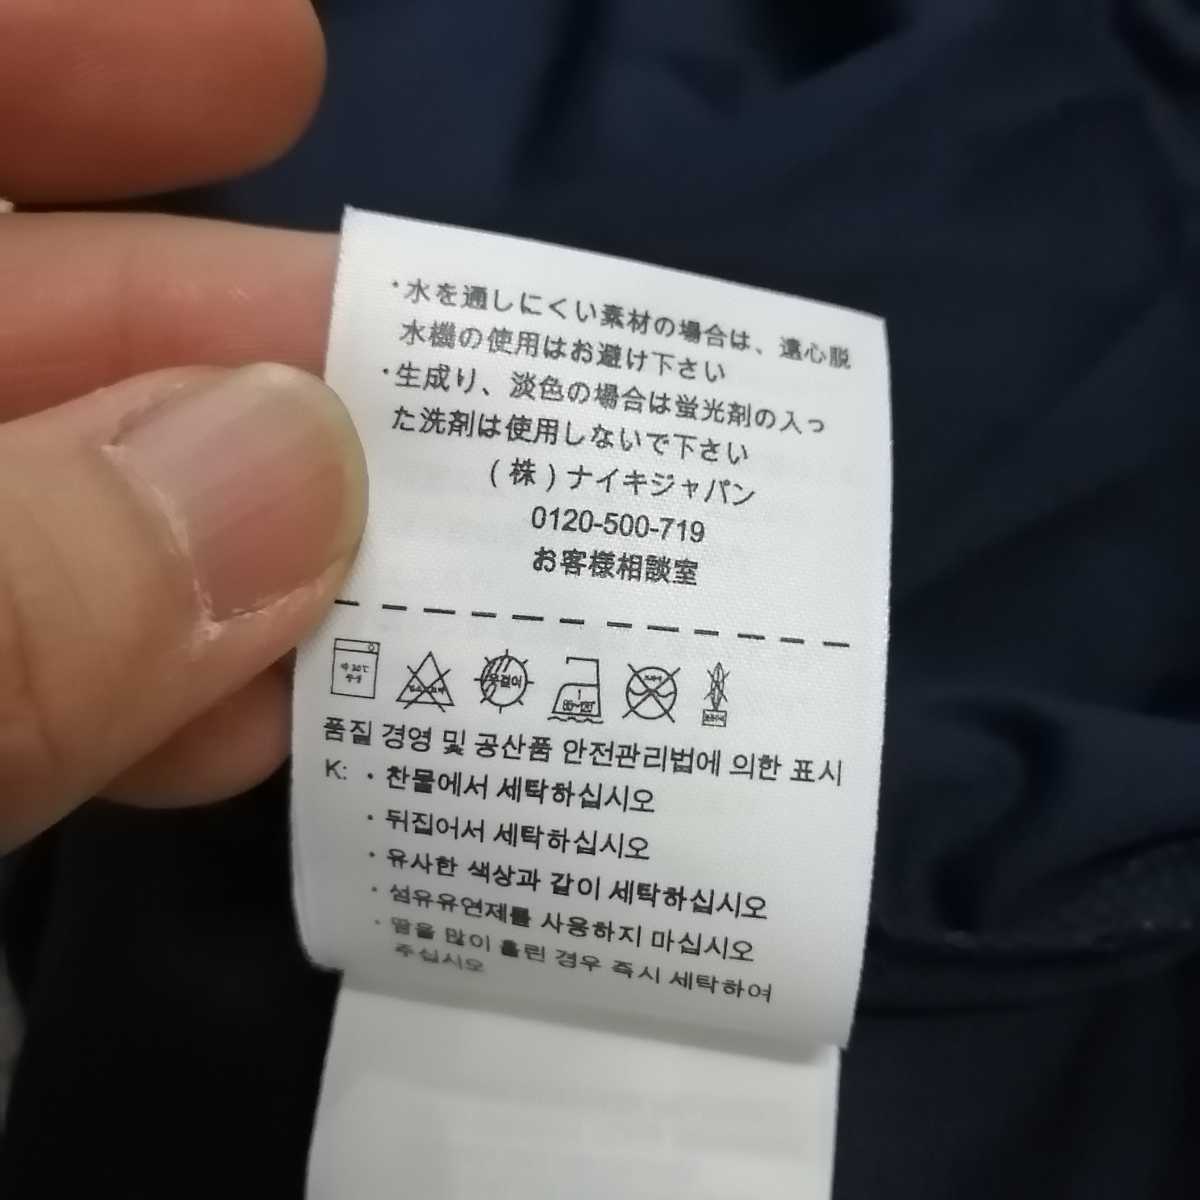 ・水を通しにくい素材の場合は、遠心脱
水機の使用はお避け下さい
・生成り、淡色の場合は蛍光剤の入っ
た洗剤は使用しないで下さい
(株)ナイキジャパン
0120-500-719
お客様相談室
품질 경영 및 공산품 안전관리법에 의한 표시
K: · 찬물에서 세탁하십시오
· 뒤집어서 세탁하십시오
· 유사한 색상과 같이 세탁하십시오
· 섬유유연제를 사용하지 마십시오
· 땀을 많이 흘린 경우 즉시 세탁하여
주십시오